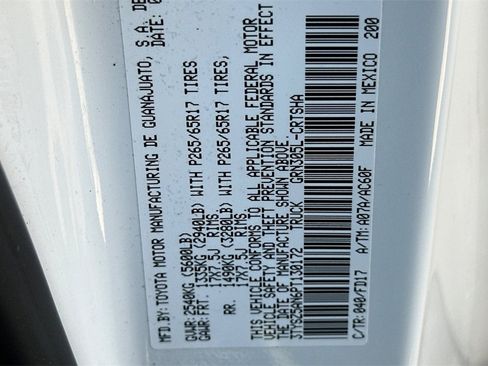 MFD. BY: TOYOTA MOTOR MANUFACTURING DE GUANAJUATO, S.A. DE
DATE: 0
GVWR: 2540KG (5600LB)
GAWR: FRT. 1335KG (2940LB) WITH P265/65R17 TIRES,
17X7.5J RIMS,
RR. 1490KG (3280LB) WITH P265/65R17 TIRES,
17X7.5J RIMS,
THIS VEHICLE CONFORMS TO ALL APPLICABLE FEDERAL MOTOR
VEHICLE SAFETY AND THEFT PREVENTION STANDARDS IN EFFECT
ON THE DATE OF MANUFACTURE SHOWN ABOVE.
TRUCK GRN305L-CRTSHA
C/TR: 040/FD17 A/TM: A07A/AC60F
MADE IN MEXICO 200